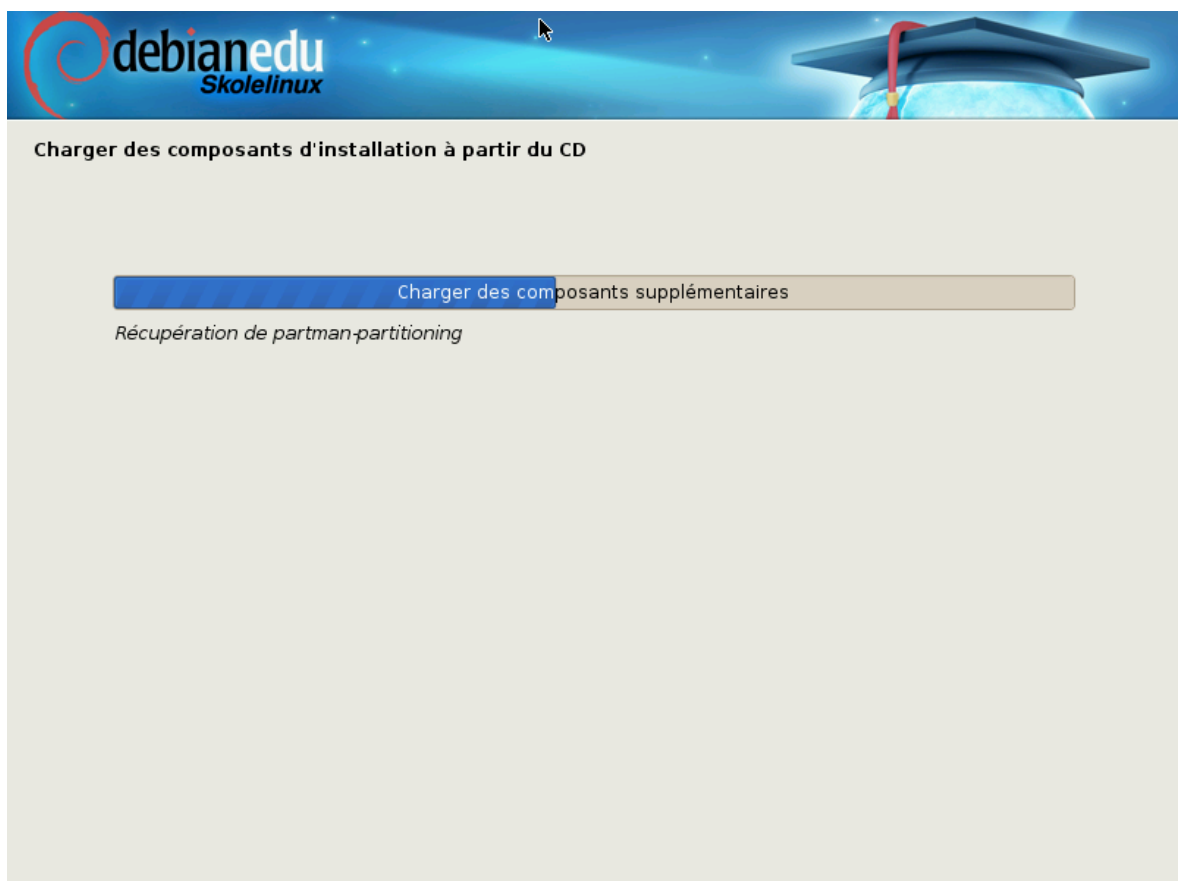 debianedu
Skolelinux
Charger des composants d'installation à partir du CD
Charger des composants supplémentaires
Récupération de partman-partitioning